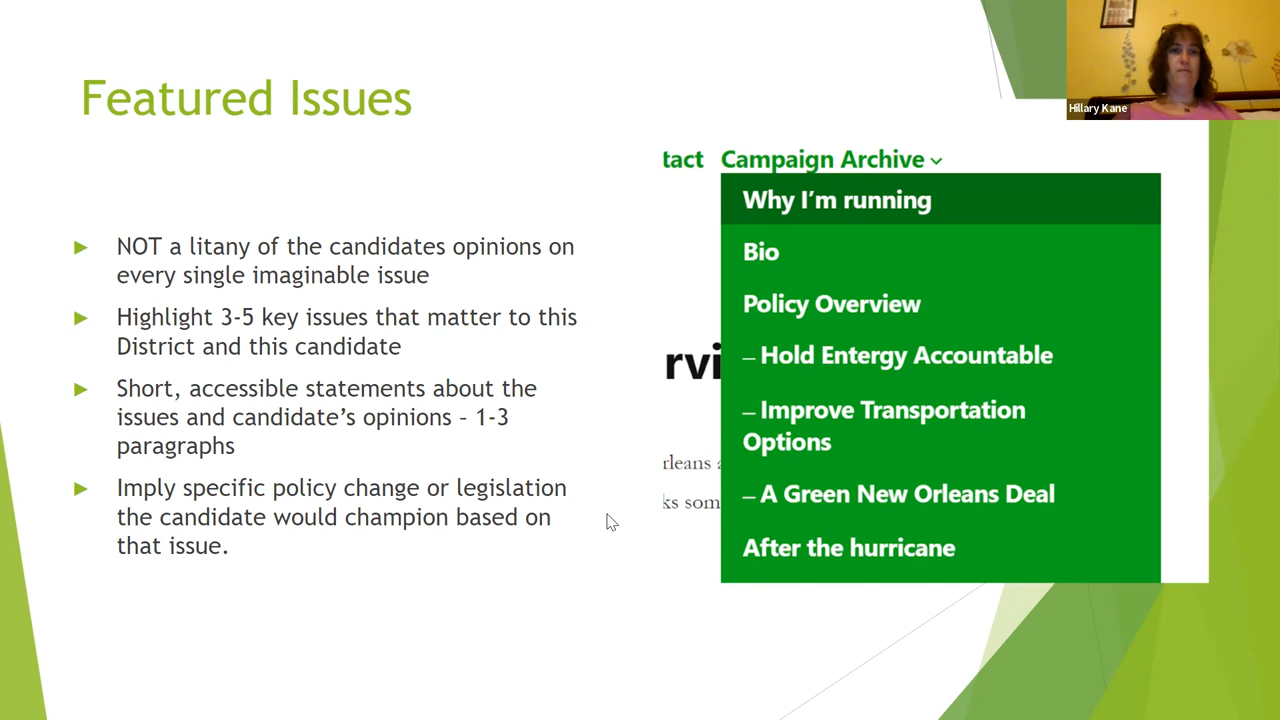 Featured Issues
NOT a litany of the candidates opinions on
every single imaginable issue
Highlight 3-5 key issues that matter to this
District and this candidate
Short, accessible statements about the
issues and candidate’s opinions – 1-3
paragraphs
Imply specific policy change or legislation
the candidate would champion based on
that issue.
tact Campaign Archive
Why I’m running
Bio
Policy Overview
– Hold Entergy Accountable
– Improve Transportation
Options
– A Green New Orleans Deal
After the hurricane
rvi
rleans a
ks som
Hillary Kane